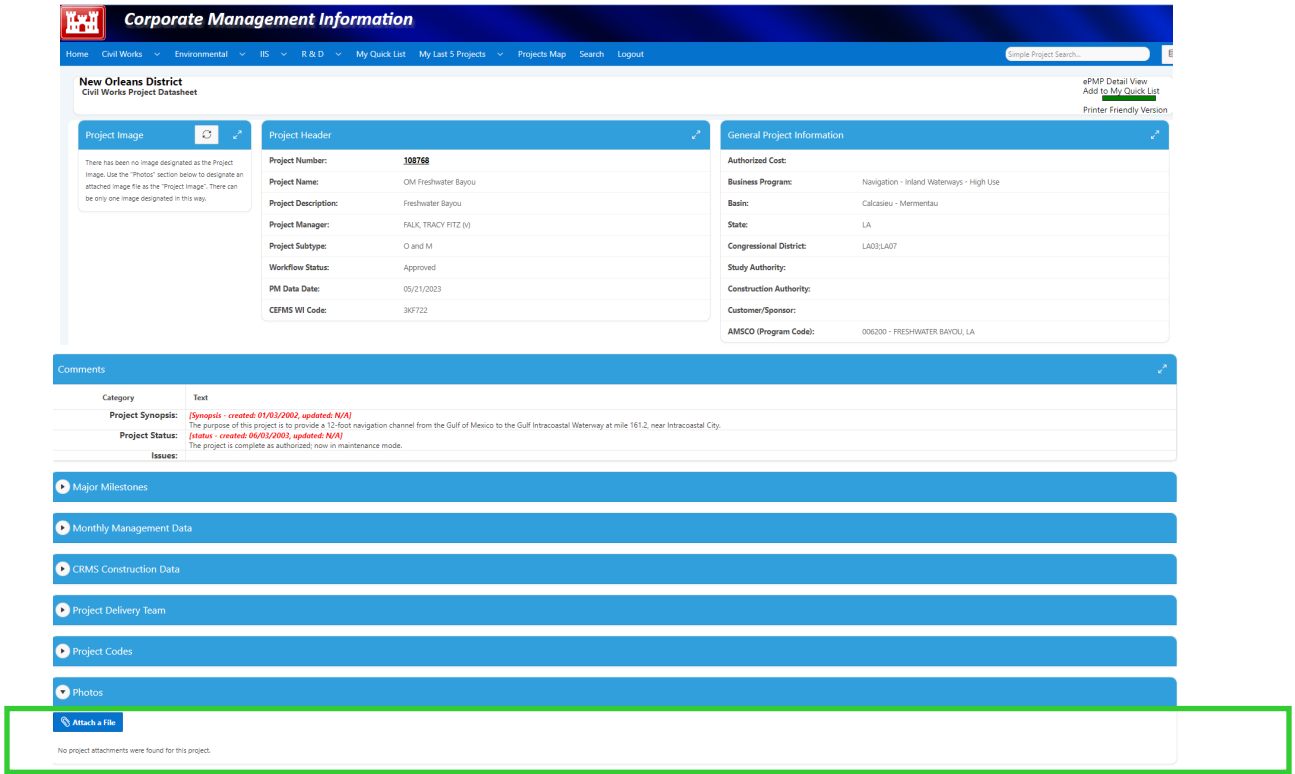 Corporate Management Information
Home Civil Works Environmental IIS R & D My Quick List My Last 5 Projects Projects Map Search Logout Simple Project Search...
New Orleans District
Civil Works Project Datasheet
ePMP Detail View
Add to My Quick List
Printer Friendly Version
Project Image
There has been no image designated as the Project
Image. Use the "Photos" section below to designate an
attached image file as the "Project Image". There can
be only one image designated in this way.
Project Header
Project Number: 108768
Project Name: OM Freshwater Bayou
Project Description: Freshwater Bayou
Project Manager: FALK, TRACY FITZ (v)
Project Subtype: O and M
Workflow Status: Approved
PM Data Date: 05/21/2023
CEFMS WI Code: 3KF722
General Project Information
Authorized Cost:
Business Program: Navigation - Inland Waterways - High Use
Basin: Calcasieu - Mermentau
State: LA
Congressional District: LA03;LA07
Study Authority:
Construction Authority:
Customer/Sponsor:
AMSCO (Program Code): 006200 - FRESHWATER BAYOU, LA
Comments
Category Text
Project Synopsis: [Synopsis - created: 01/03/2002, updated: N/A]
The purpose of this project is to provide a 12-foot navigation channel from the Gulf of Mexico to the Gulf Intracoastal Waterway at mile 161.2, near Intracoastal City.
Project Status: [status - created: 06/03/2003, updated: N/A]
The project is complete as authorized; now in maintenance mode.
Issues:
Major Milestones
Monthly Management Data
CRMS Construction Data
Project Delivery Team
Project Codes
Photos
Attach a File
No project attachments were found for this project.